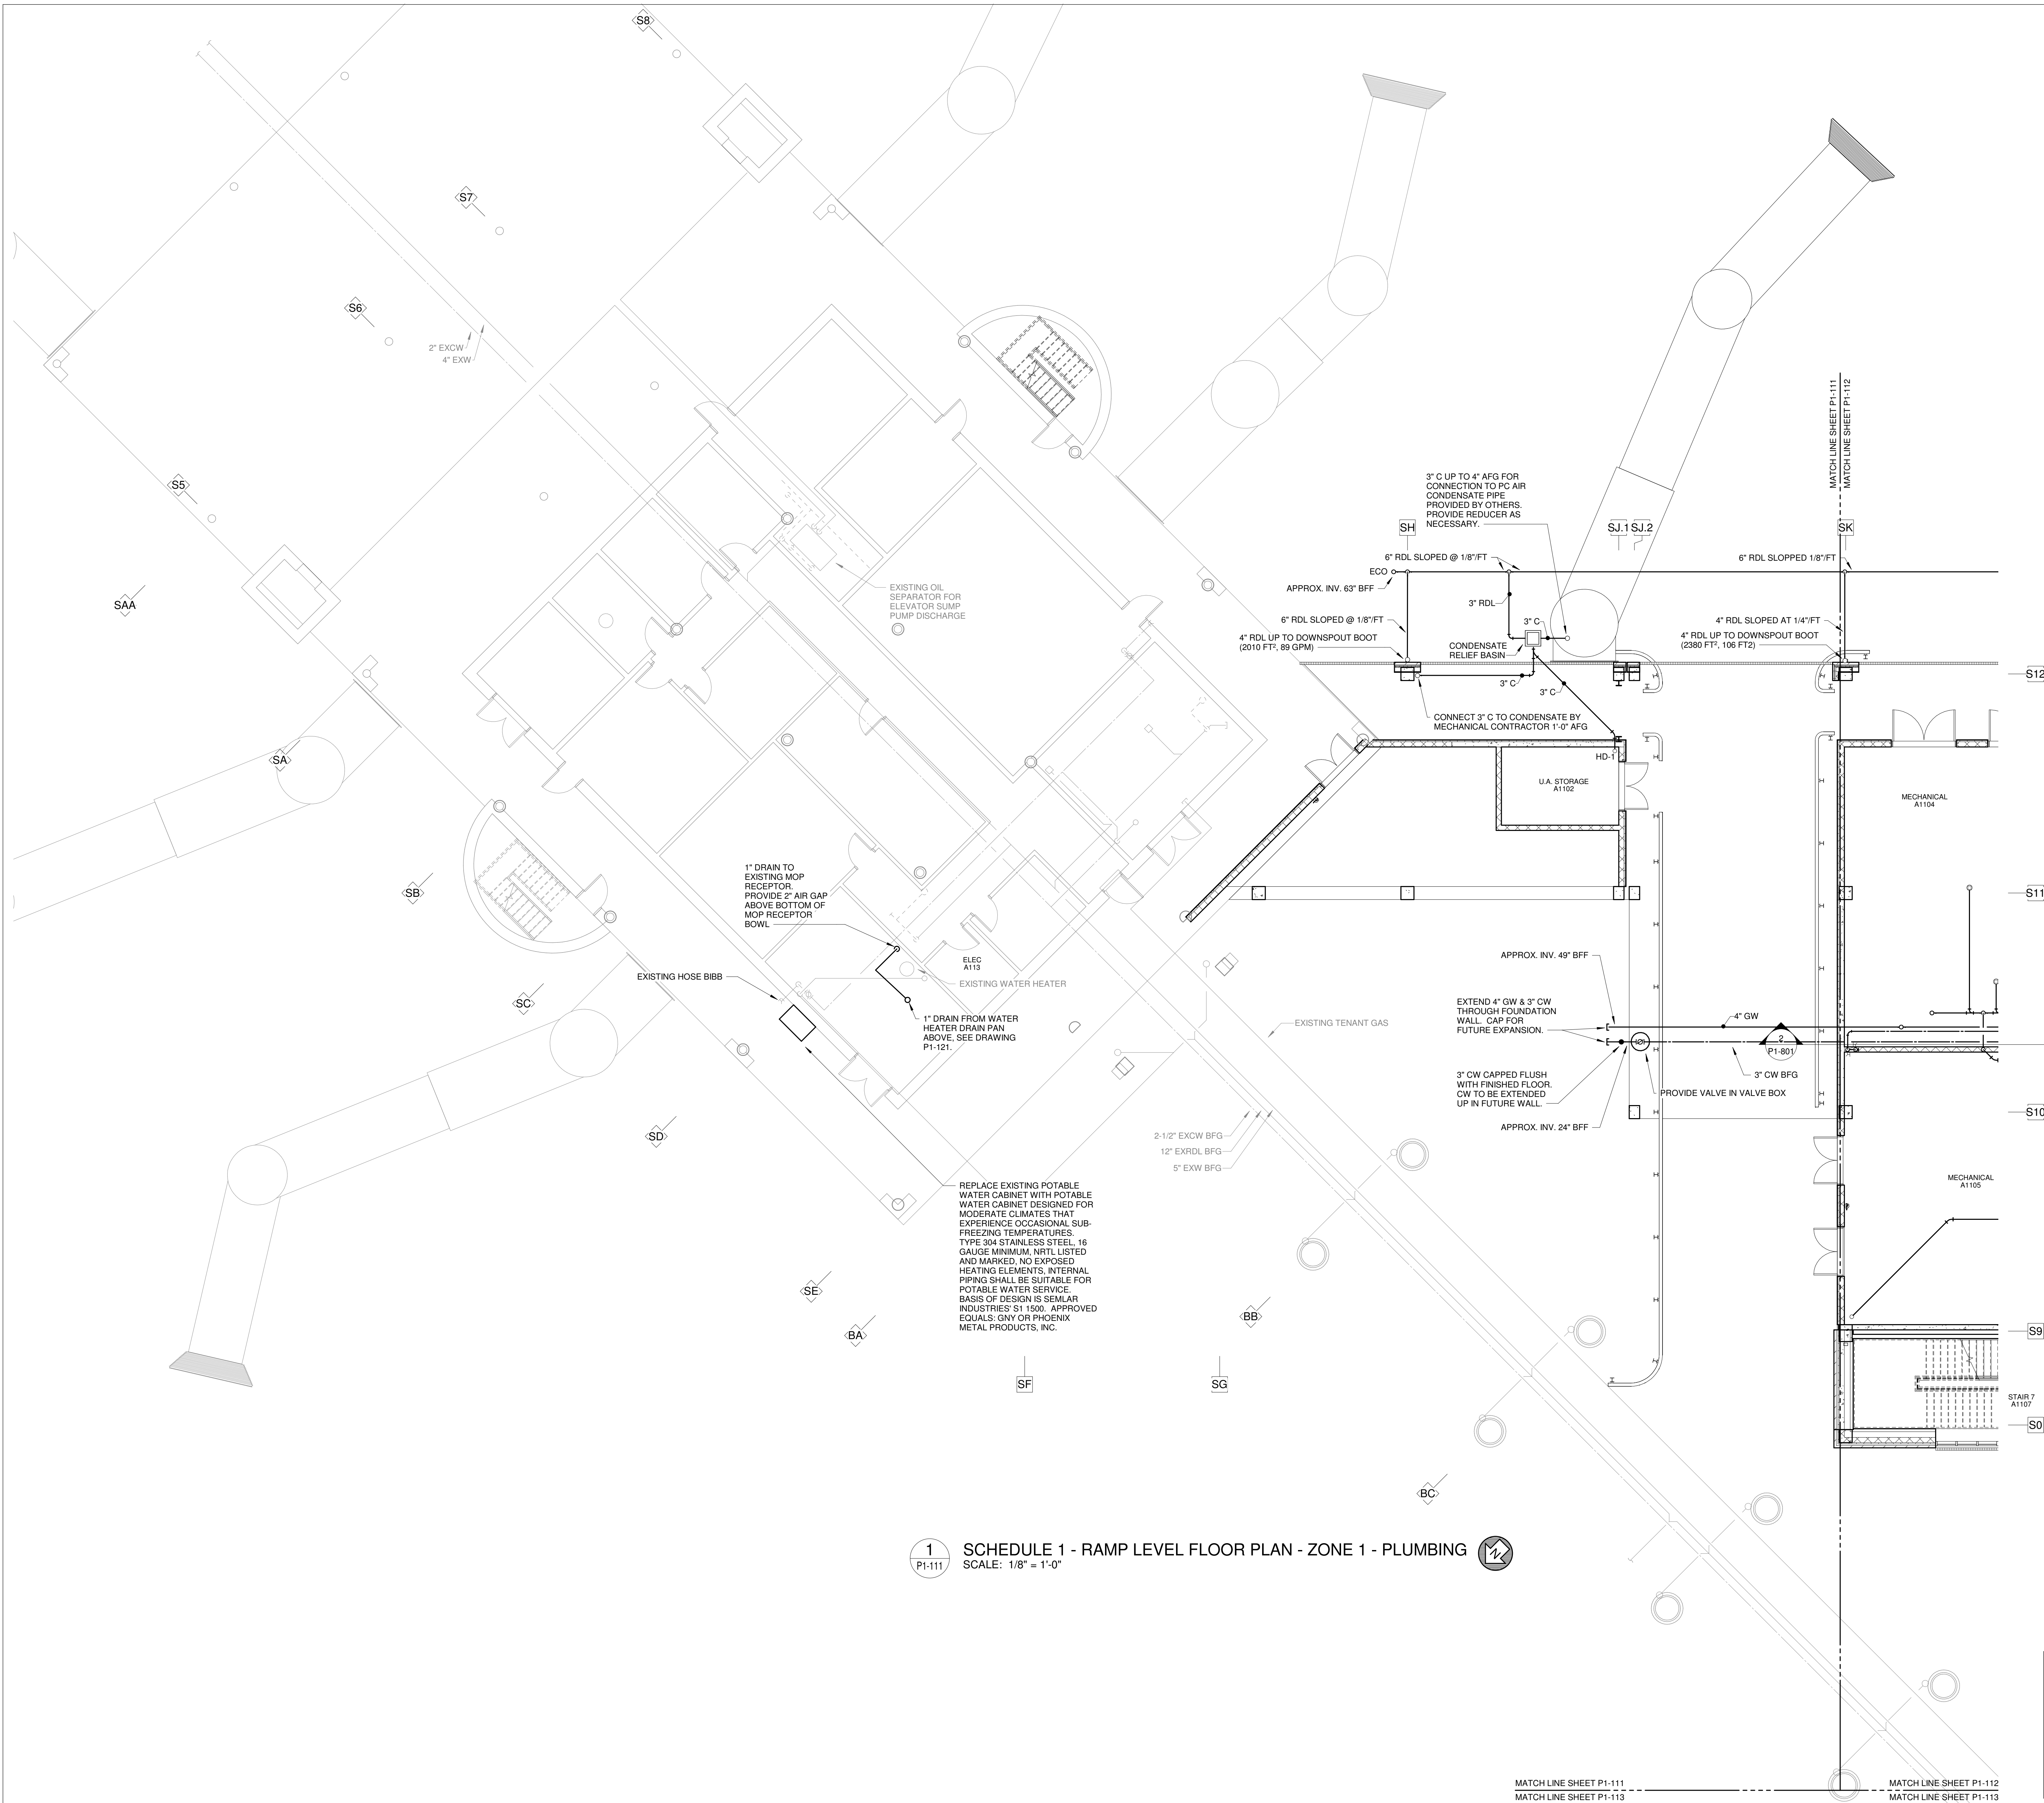 S8
S7
S6
2" EXCW
4" EXW
S5
SAA
EXISTING OIL
SEPARATOR FOR
ELEVATOR SUMP
PUMP DISCHARGE
MATCH LINE SHEET P1-111
MATCH LINE SHEET P1-112
3" C UP TO 4" AFG FOR
CONNECTION TO PC AIR
CONDENSATE PIPE
PROVIDED BY OTHERS.
PROVIDE REDUCER AS
NECESSARY.
SH
SJ.1
SJ.2
SK
6" RDL SLOPED @ 1/8"/FT
6" RDL SLOPPED 1/8"/FT
ECO
APPROX. INV. 63" BFF
3" RDL
6" RDL SLOPED @ 1/8"/FT
3" C
4" RDL SLOPED AT 1/4"/FT
4" RDL UP TO DOWNSPOUT BOOT
(2010 FT², 89 GPM)
CONDENSATE
RELIEF BASIN
4" RDL UP TO DOWNSPOUT BOOT
(2380 FT², 106 FT2)
S12
3" C
3" C
CONNECT 3" C TO CONDENSATE BY
MECHANICAL CONTRACTOR 1'-0" AFG
HD-1
U.A. STORAGE
A1102
MECHANICAL
A1104
SA
SB
1" DRAIN TO
EXISTING MOP
RECEPTOR.
PROVIDE 2" AIR GAP
ABOVE BOTTOM OF
MOP RECEPTOR
BOWL
S11
ELEC
A113
EXISTING HOSE BIBB
EXISTING WATER HEATER
APPROX. INV. 49" BFF
SC
1" DRAIN FROM WATER
HEATER DRAIN PAN
ABOVE, SEE DRAWING
P1-121.
EXISTING TENANT GAS
EXTEND 4" GW & 3" CW
THROUGH FOUNDATION
WALL. CAP FOR
FUTURE EXPANSION.
4" GW
2
P1-801
3" CW BFG
3" CW CAPPED FLUSH
WITH FINISHED FLOOR.
CW TO BE EXTENDED
UP IN FUTURE WALL.
PROVIDE VALVE IN VALVE BOX
S10
APPROX. INV. 24" BFF
SD
2-1/2" EXCW BFG
12" EXRDL BFG
5" EXW BFG
MECHANICAL
A1105
REPLACE EXISTING POTABLE
WATER CABINET WITH POTABLE
WATER CABINET DESIGNED FOR
MODERATE CLIMATES THAT
EXPERIENCE OCCASIONAL SUB-
FREEZING TEMPERATURES.
TYPE 304 STAINLESS STEEL, 16
GAUGE MINIMUM, NRTL LISTED
AND MARKED, NO EXPOSED
HEATING ELEMENTS, INTERNAL
PIPING SHALL BE SUITABLE FOR
POTABLE WATER SERVICE.
BASIS OF DESIGN IS SEMLAR
INDUSTRIES' S1 1500. APPROVED
EQUALS: GNY OR PHOENIX
METAL PRODUCTS, INC.
SE
BA
BB
S9
SF
SG
STAIR 7
A1107
S0
BC
1
P1-111
SCHEDULE 1 - RAMP LEVEL FLOOR PLAN - ZONE 1 - PLUMBING
N
SCALE: 1/8" = 1'-0"
MATCH LINE SHEET P1-111
MATCH LINE SHEET P1-113
MATCH LINE SHEET P1-112
MATCH LINE SHEET P1-113